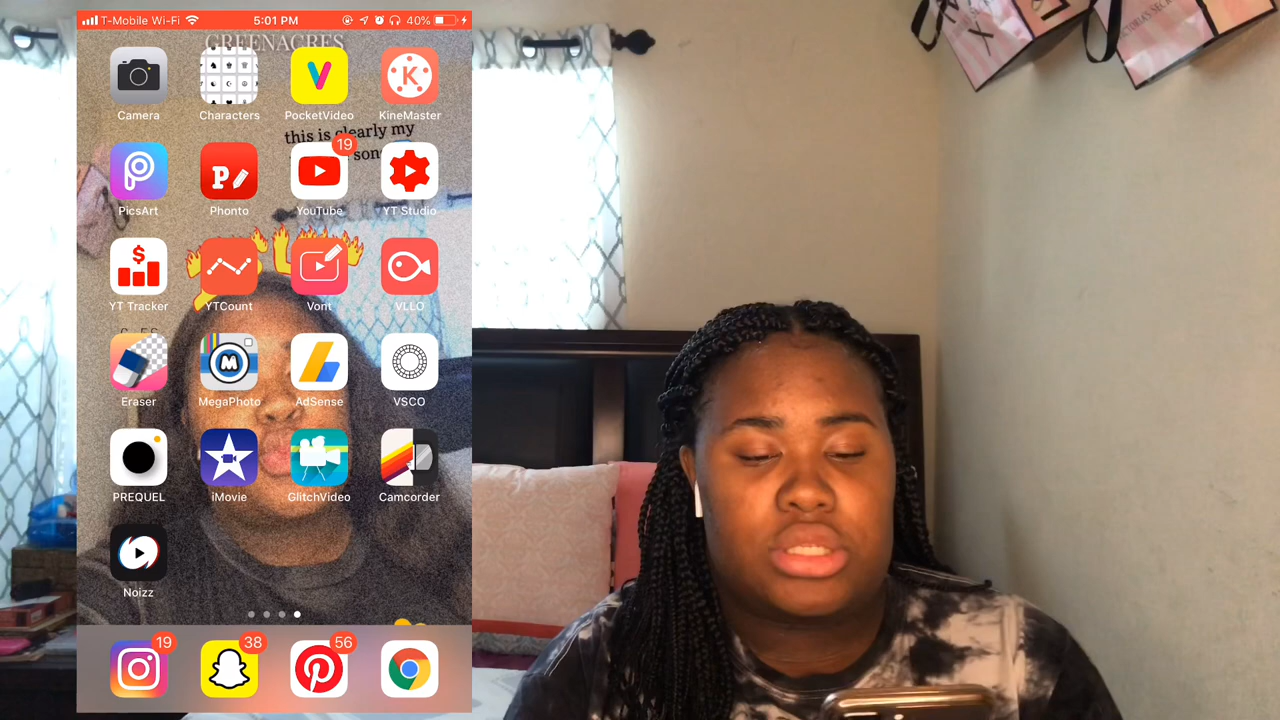 T-Mobile Wi-Fi 5:01 PM 40%
GREENACRES
Camera Characters PocketVideo KineMaster
this is clearly my
son
19
PicsArt Phonto YouTube YT Studio
YT Tracker YTCount Vont VLLO
Eraser MegaPhoto AdSense VSCO
PREQUEL iMovie GlitchVideo Camcorder
Noizz
19 38 56